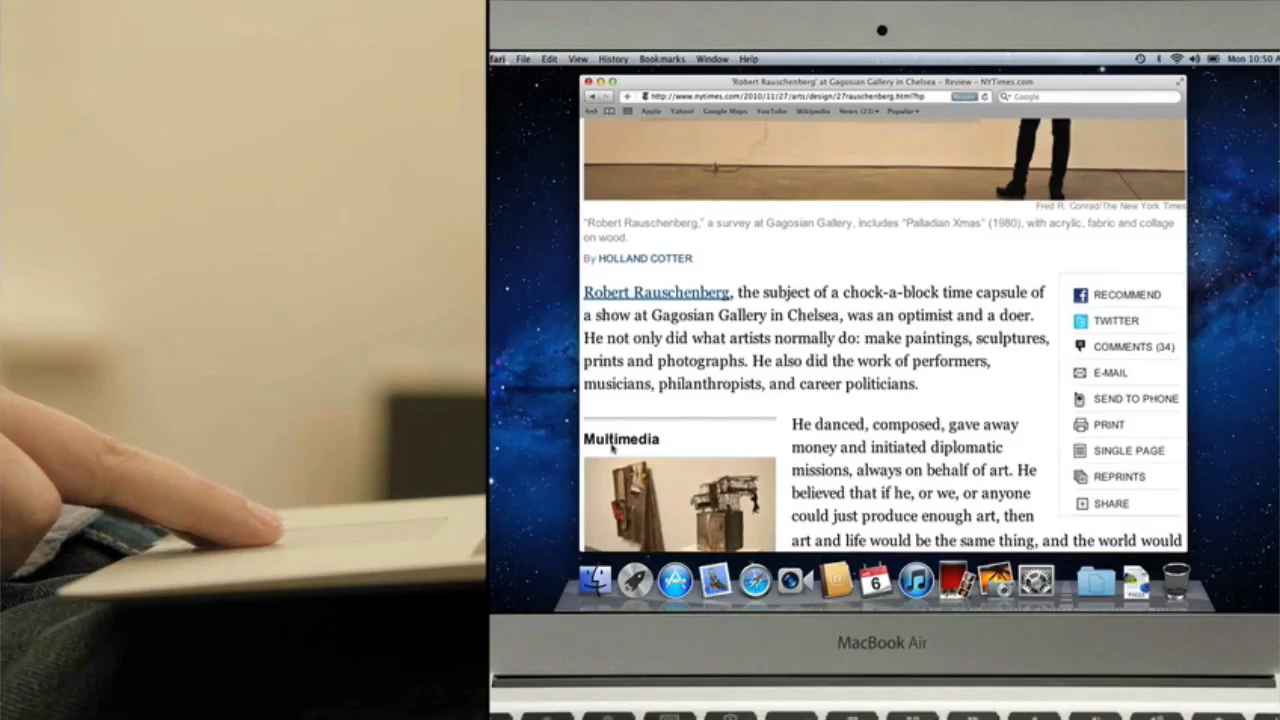 fari File Edit View History Bookmarks Window Help Mon 10:50 A
'Robert Rauschenberg' at Gagosian Gallery in Chelsea – Review – NYTimes.com
http://www.nytimes.com/2010/11/27/arts/design/27rauschenberg.html?hp Reader Google
Apple Yahoo! Google Maps YouTube Wikipedia News (23) Popular
Fred R. Conrad/The New York Times
“Robert Rauschenberg,” a survey at Gagosian Gallery, includes “Palladian Xmas” (1980), with acrylic, fabric and collage
on wood.
By HOLLAND COTTER
Robert Rauschenberg, the subject of a chock-a-block time capsule of
a show at Gagosian Gallery in Chelsea, was an optimist and a doer.
He not only did what artists normally do: make paintings, sculptures,
prints and photographs. He also did the work of performers,
musicians, philanthropists, and career politicians.
RECOMMEND
TWITTER
COMMENTS (34)
E-MAIL
SEND TO PHONE
PRINT
SINGLE PAGE
REPRINTS
SHARE
Multimedia
He danced, composed, gave away
money and initiated diplomatic
missions, always on behalf of art. He
believed that if he, or we, or anyone
could just produce enough art, then
art and life would be the same thing, and the world would
6
MacBook Air